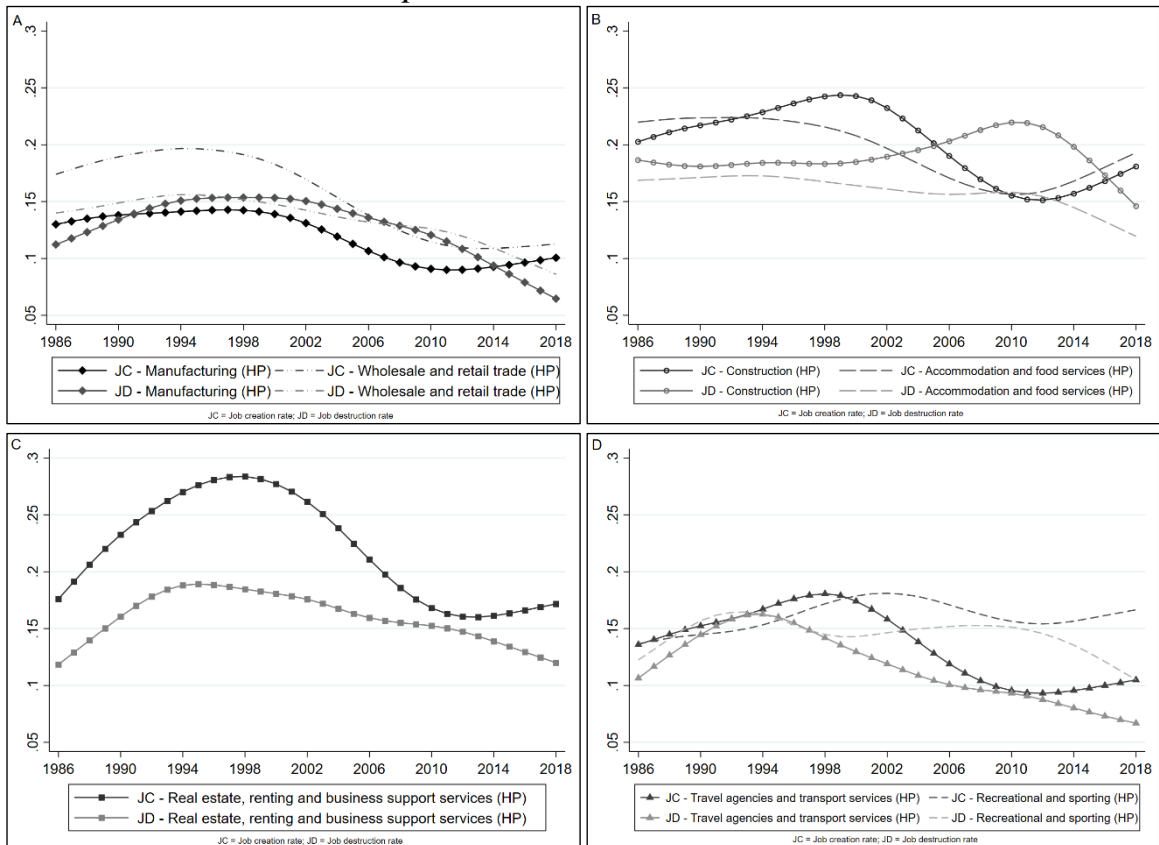 A
.3
.25
.2
.15
.1
.05
1986 1990 1994 1998 2002 2006 2010 2014 2018
JC - Manufacturing (HP) JC - Wholesale and retail trade (HP)
JD - Manufacturing (HP) JD - Wholesale and retail trade (HP)
JC = Job creation rate; JD = Job destruction rate
B
.3
.25
.2
.15
.1
.05
1986 1990 1994 1998 2002 2006 2010 2014 2018
JC - Construction (HP) JC - Accommodation and food services (HP)
JD - Construction (HP) JD - Accommodation and food services (HP)
JC = Job creation rate; JD = Job destruction rate
C
.3
.25
.2
.15
.1
.05
1986 1990 1994 1998 2002 2006 2010 2014 2018
JC - Real estate, renting and business support services (HP)
JD - Real estate, renting and business support services (HP)
JC = Job creation rate; JD = Job destruction rate
D
.3
.25
.2
.15
.1
.05
1986 1990 1994 1998 2002 2006 2010 2014 2018
JC - Travel agencies and transport services (HP) JC - Recreational and sporting (HP)
JD - Travel agencies and transport services (HP) JD - Recreational and sporting (HP)
JC = Job creation rate; JD = Job destruction rate